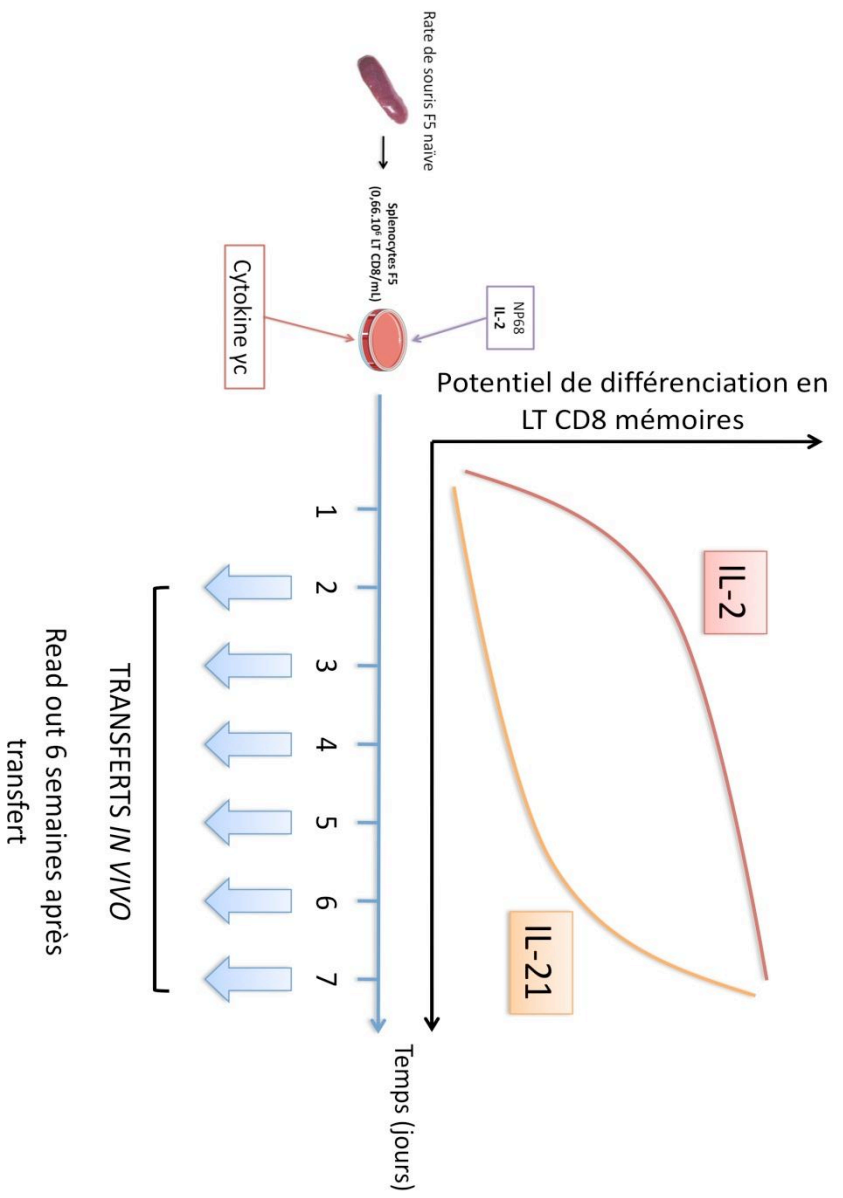 Potentiel de différenciation en
LT CD8 mémoires
IL-2
IL-21
Rate de souris F5 naïve
Splenocytes F5
(0,66.10⁶ LT CD8/mL)
NP68
IL-2
Cytokine γc
1
2
3
4
5
6
7
Temps (jours)
TRANSFERTS IN VIVO
Read out 6 semaines après
transfert